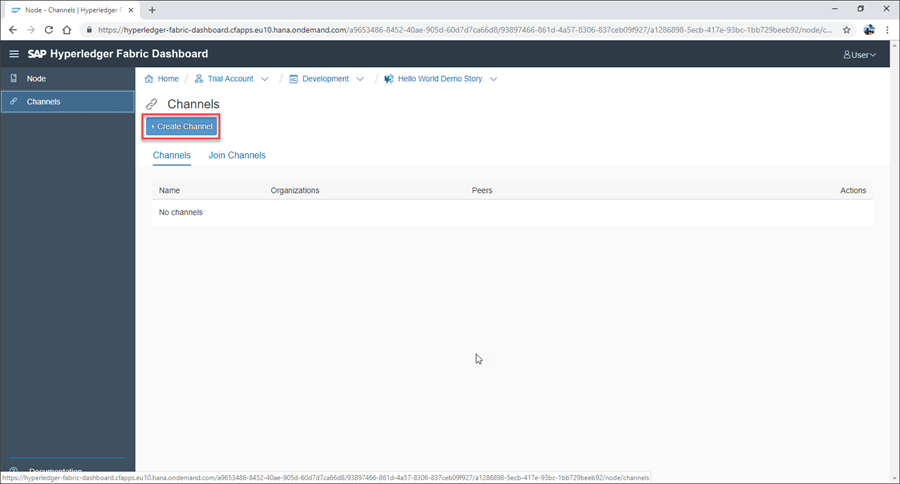 Node - Channels | Hyperledger F
https://hyperledger-fabric-dashboard.cfapps.eu10.hana.ondemand.com/a9653486-8452-40ae-905d-60d7d7ca66d8/93897466-861d-4a57-8306-837ceb09f927/a1286898-5ecb-417e-93bc-1bb729beeb92/node/c...
SAP Hyperledger Fabric Dashboard
User
Node
Channels
Home / Trial Account / Development / Hello World Demo Story
Channels
+ Create Channel
Channels Join Channels
Name Organizations Peers Actions
No channels
Documentation
https://hyperledger-fabric-dashboard.cfapps.eu10.hana.ondemand.com/a9653486-8452-40ae-905d-60d7d7ca66d8/93897466-861d-4a57-8306-837ceb09f927/a1286898-5ecb-417e-93bc-1bb729beeb92/node/channels